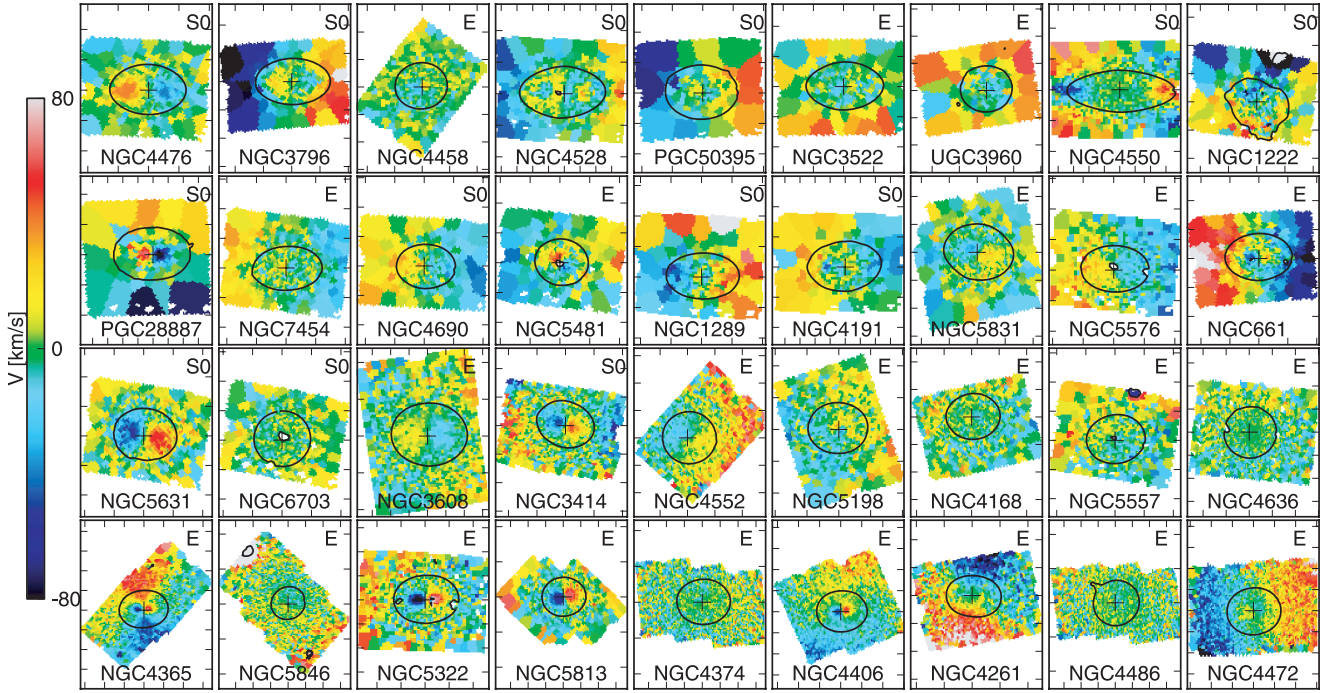 S0 S0 E S0 S0 E E S0 S0
80
NGC4476 NGC3796 NGC4458 NGC4528 PGC50395 NGC3522 UGC3960 NGC4550 NGC1222
S0 E S0 E S0 S0 E E E
PGC28887 NGC7454 NGC4690 NGC5481 NGC1289 NGC4191 NGC5831 NGC5576 NGC661
V [km/s]
0
S0 S0 E S0 E E E E E
NGC5631 NGC6703 NGC3608 NGC3414 NGC4552 NGC5198 NGC4168 NGC5557 NGC4636
E E E E E E E E E
-80
NGC4365 NGC5846 NGC5322 NGC5813 NGC4374 NGC4406 NGC4261 NGC4486 NGC4472